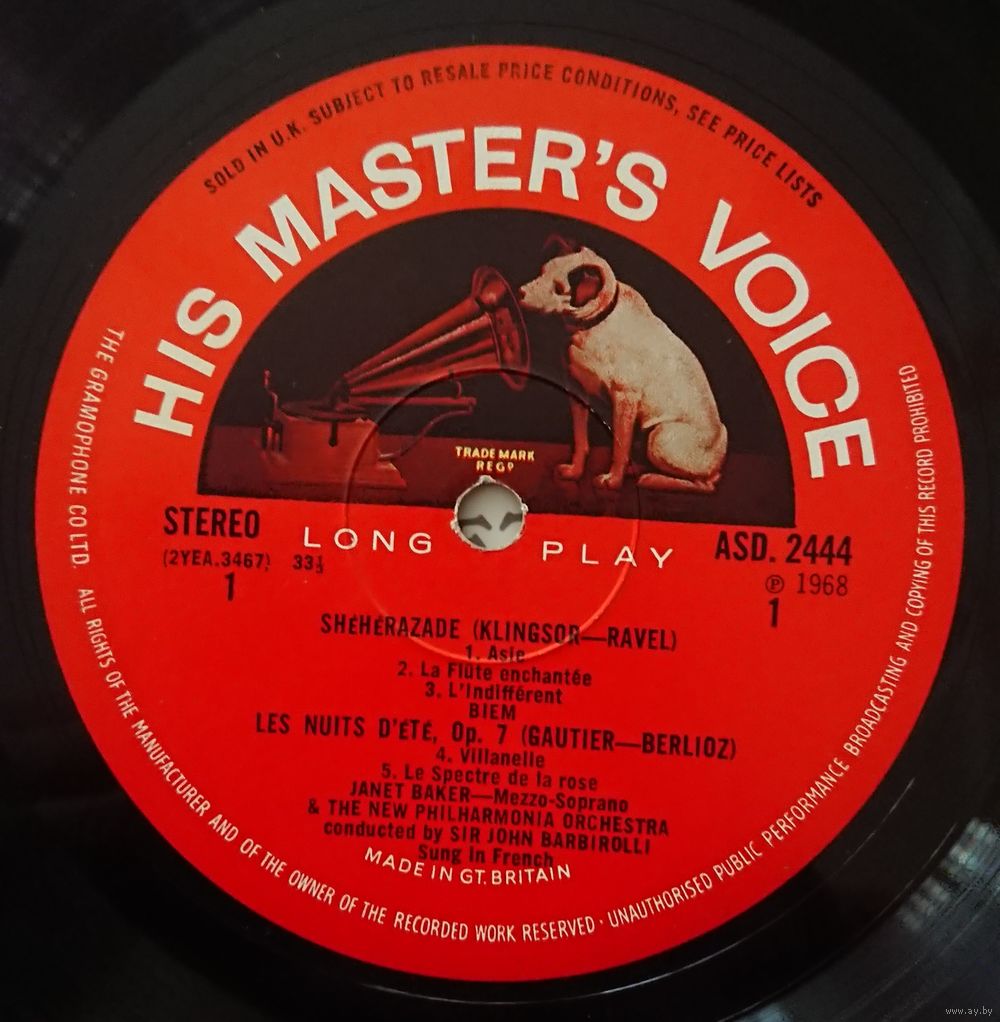 SOLD IN U.K. SUBJECT TO RESALE PRICE CONDITIONS, SEE PRICE LISTS
HIS MASTER'S VOICE
TRADE MARK
REGD
STEREO
LONG PLAY
ASD. 2444
(2YEA.3467)
33⅓
℗ 1968
1
1
SHÉHÉRAZADE (KLINGSOR—RAVEL)
1. Asie
2. La Flûte enchantée
3. L'Indifférent
BIEM
LES NUITS D'ÉTÉ, Op. 7 (GAUTIER—BERLIOZ)
4. Villanelle
5. Le Spectre de la rose
JANET BAKER—Mezzo-Soprano
& THE NEW PHILHARMONIA ORCHESTRA
conducted by SIR JOHN BARBIROLLI
Sung in French
MADE IN GT. BRITAIN
THE GRAMOPHONE CO LTD. ALL RIGHTS OF THE MANUFACTURER AND OF THE OWNER OF THE RECORDED WORK RESERVED · UNAUTHORISED PUBLIC PERFORMANCE BROADCASTING AND COPYING OF THIS RECORD PROHIBITED
www.ay.by